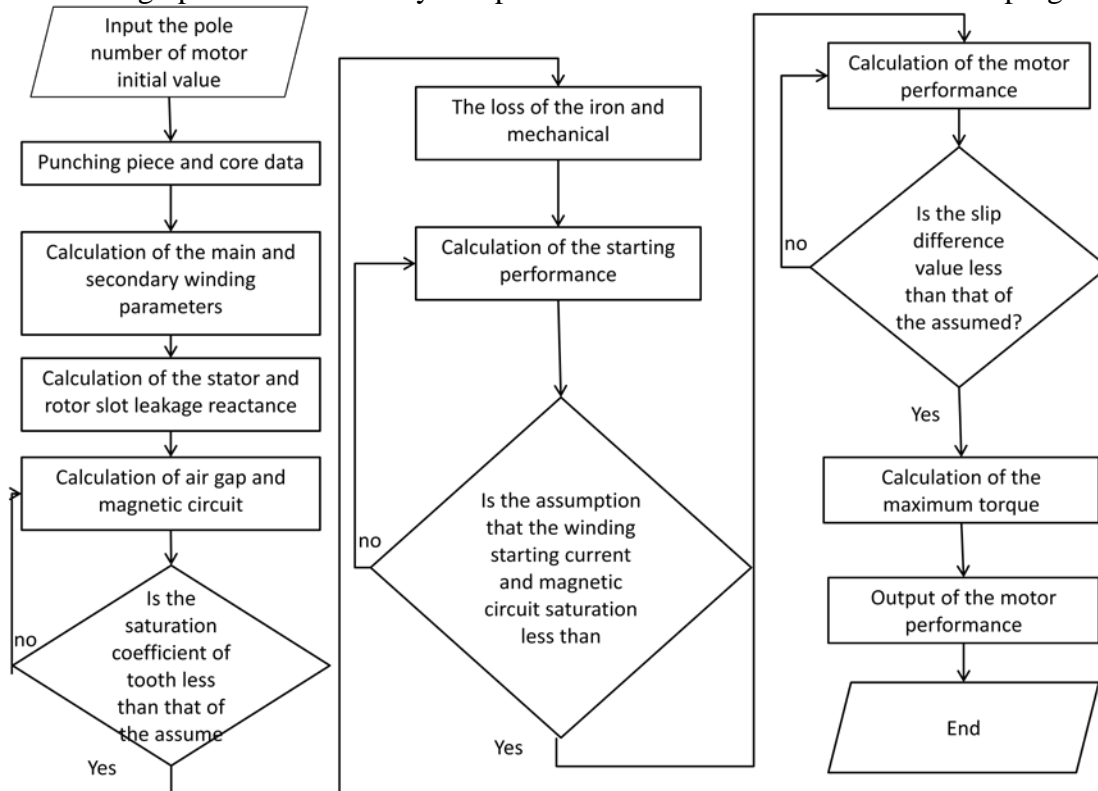 Input the pole
number of motor
initial value
Punching piece and core data
Calculation of the main and
secondary winding
parameters
Calculation of the stator and
rotor slot leakage reactance
Calculation of air gap and
magnetic circuit
no
Is the
saturation
coefficient of
tooth less
than that of
the assume
Yes
The loss of the iron and
mechanical
Calculation of the starting
performance
no
Is the assumption
that the winding
starting current
and magnetic
circuit saturation
less than
Yes
Calculation of the motor
performance
no
Is the slip
difference
value less
than that of
the assumed?
Yes
Calculation of the
maximum torque
Output of the motor
performance
End